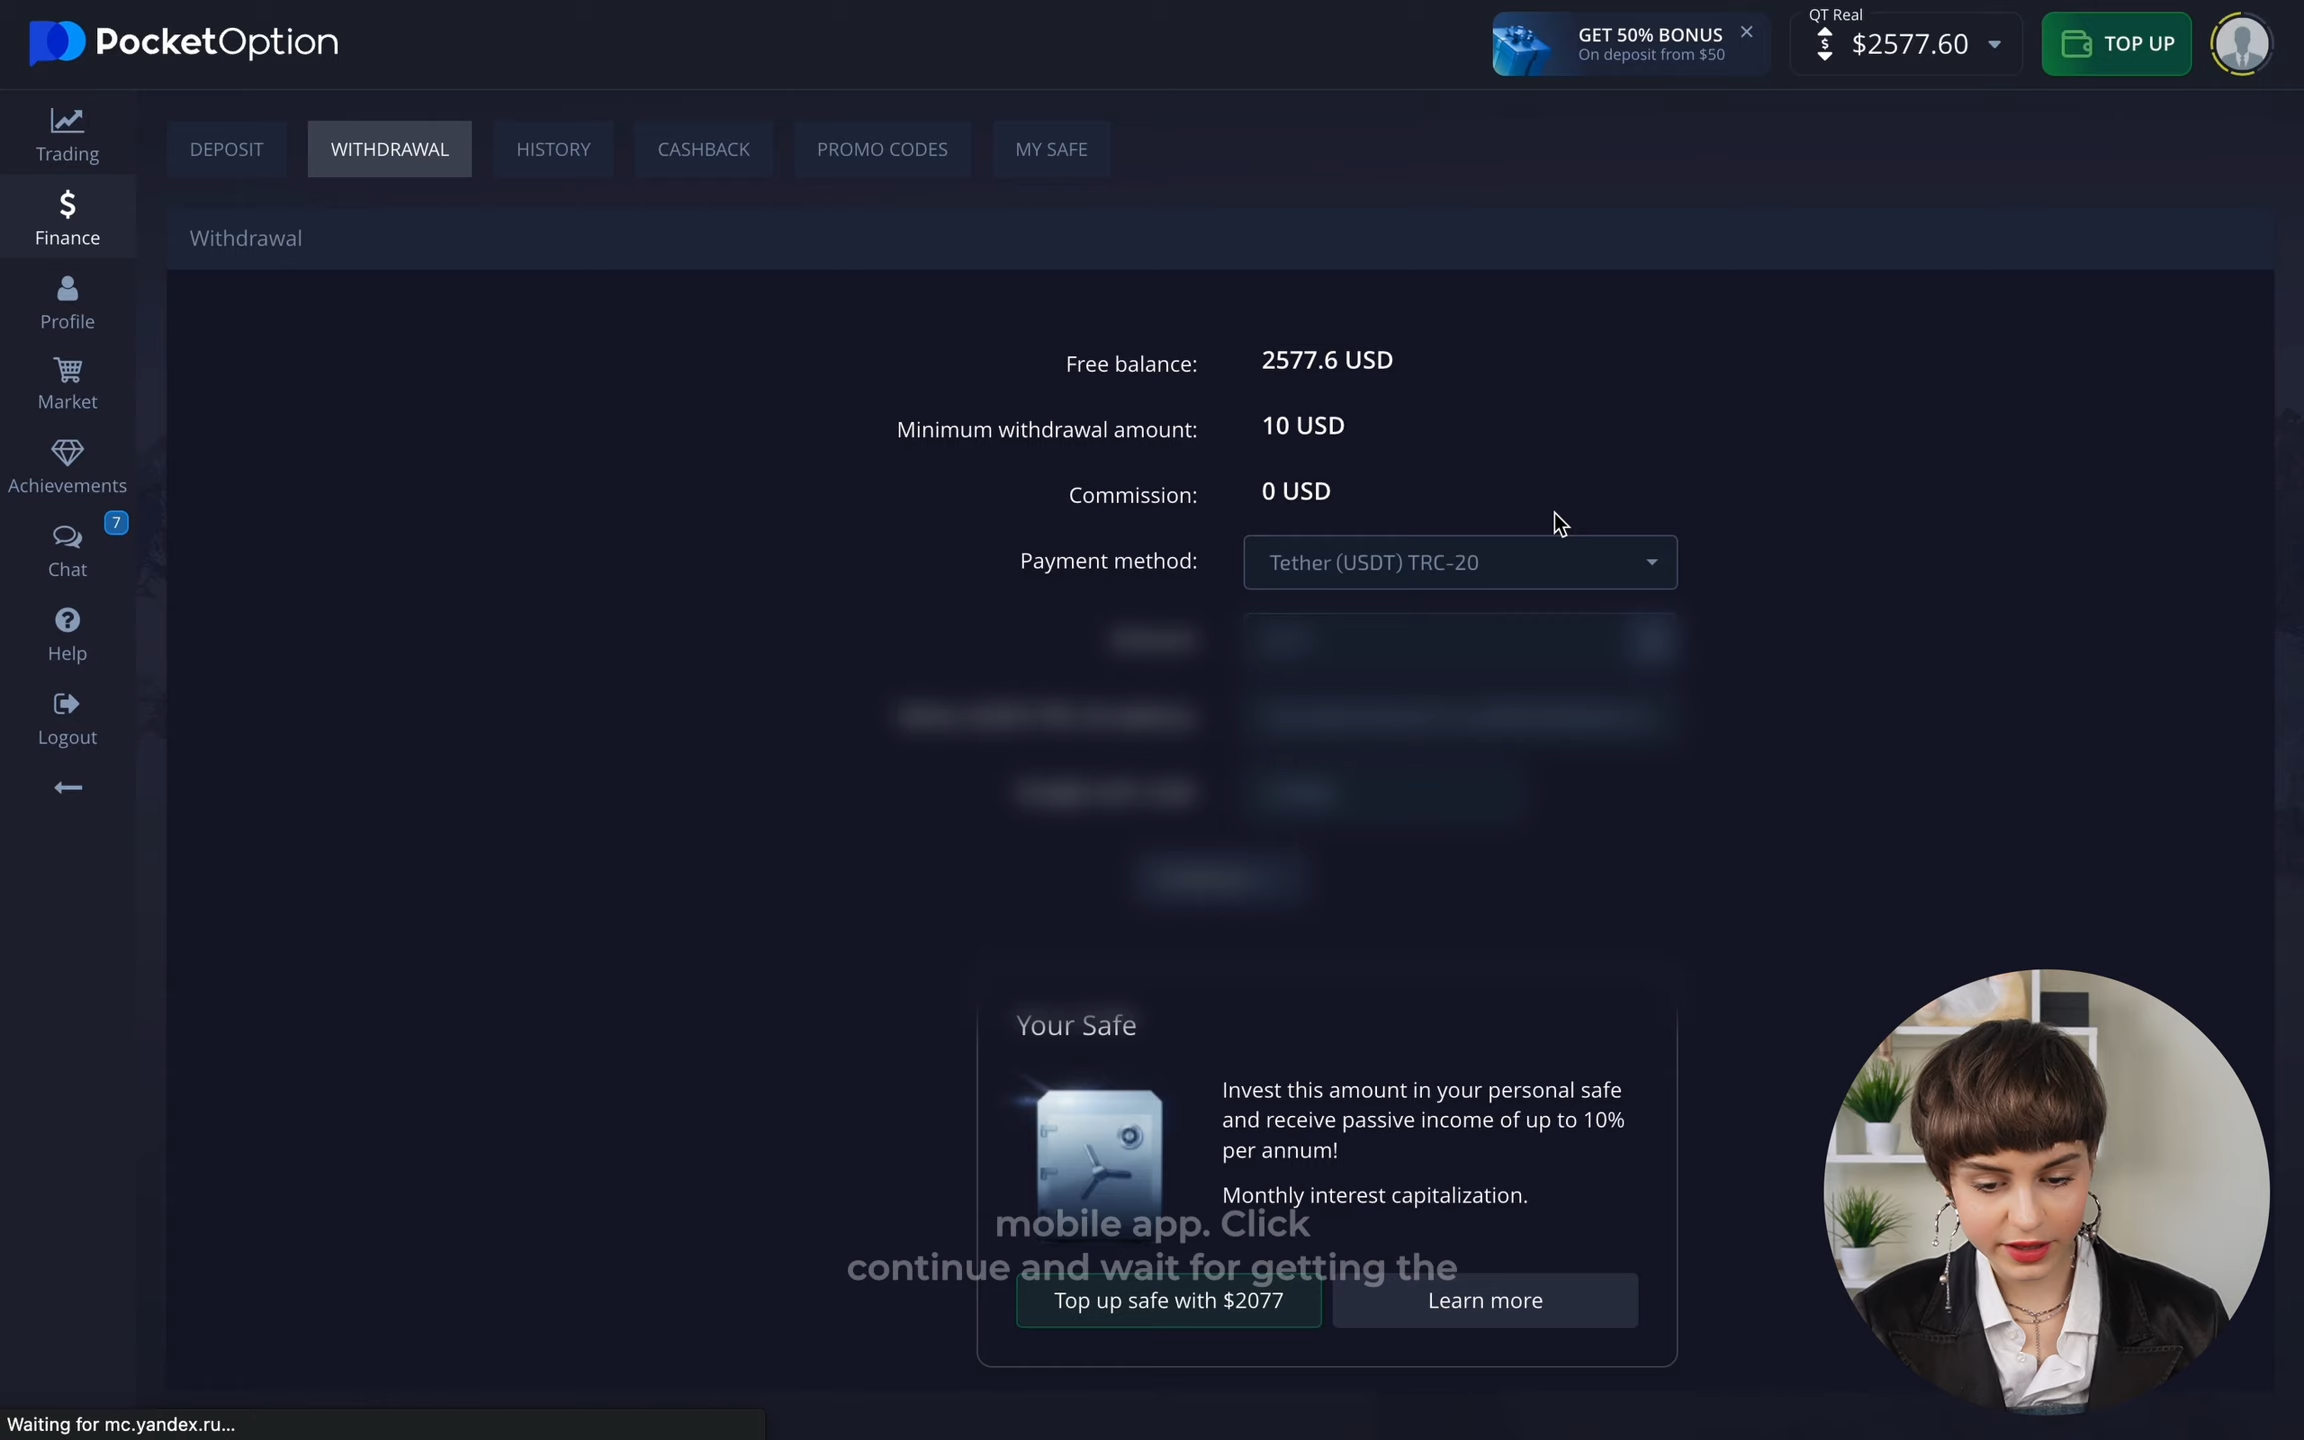 PocketOption
GET 50% BONUS
On deposit from $50
QT Real
$2577.60
TOP UP
Trading
Finance
Profile
Market
Achievements
7
Chat
Help
Logout
DEPOSIT
WITHDRAWAL
HISTORY
CASHBACK
PROMO CODES
MY SAFE
Withdrawal
Free balance: 2577.6 USD
Minimum withdrawal amount: 10 USD
Commission: 0 USD
Payment method: Tether (USDT) TRC-20
Your Safe
Invest this amount in your personal safe
and receive passive income of up to 10%
per annum!
Monthly interest capitalization.
mobile app. Click
continue and wait for getting the
Top up safe with $2077
Learn more
Waiting for mc.yandex.ru...